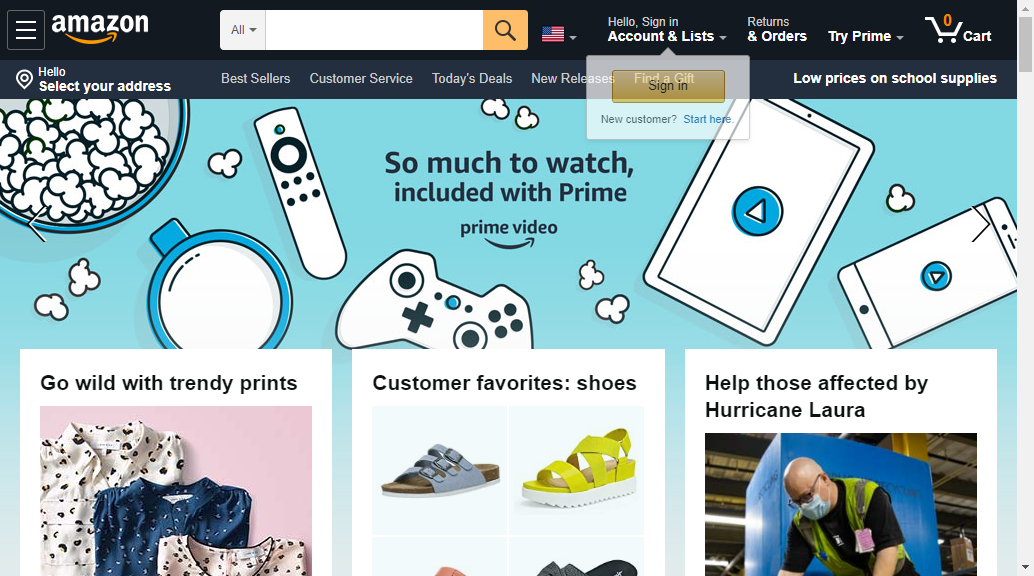 amazon
All
Hello, Sign in
Account & Lists
Returns
& Orders
Try Prime
0
Cart
Hello
Select your address
Best Sellers
Customer Service
Today's Deals
New Releases
Find a Gift
Low prices on school supplies
Sign in
New customer? Start here.
So much to watch,
included with Prime
prime video
Go wild with trendy prints
Customer favorites: shoes
Help those affected by
Hurricane Laura